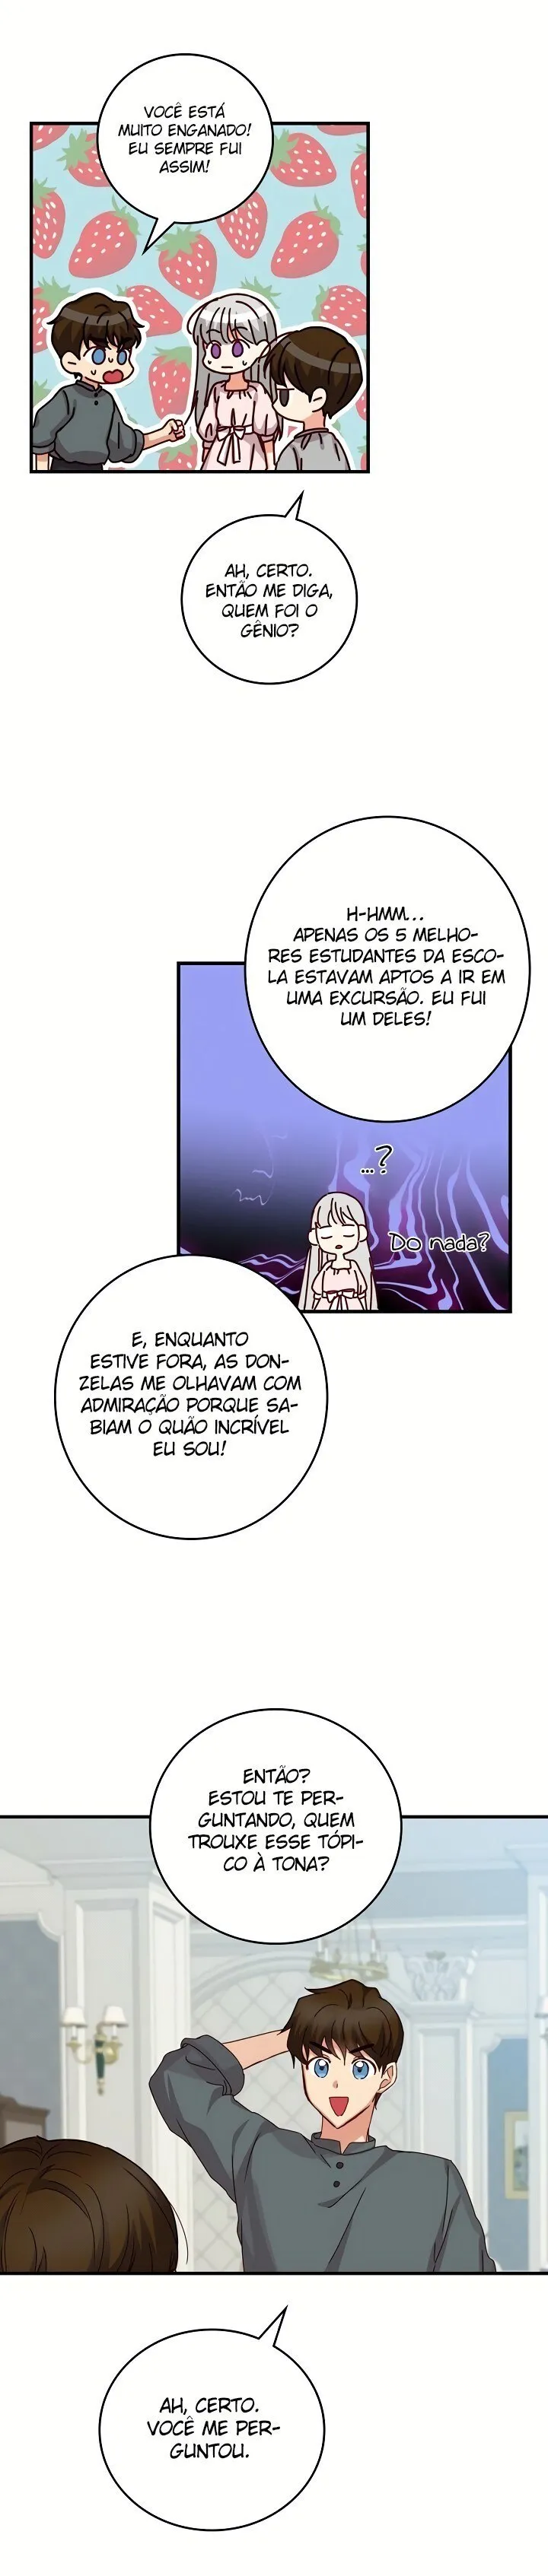 VOCÊ ESTÁ
MUITO ENGANADO!
EU SEMPRE FUI
ASSIM!
AH, CERTO.
ENTÃO ME DIGA,
QUEM FOI O
GÊNIO?
H-HMM...
APENAS OS 5 MELHO-
RES ESTUDANTES DA ESCO-
LA ESTAVAM APTOS A IR EM
UMA EXCURSÃO. EU FUI
UM DELES!
...?
Do nada?
E, ENQUANTO
ESTIVE FORA, AS DON-
ZELAS ME OLHAVAM COM
ADMIRAÇÃO PORQUE SA-
BIAM O QUÃO INCRÍVEL
EU SOU!
ENTÃO?
ESTOU TE PER-
GUNTANDO, QUEM
TROUXE ESSE TÓPI-
CO À TONA?
AH, CERTO.
VOCÊ ME PER-
GUNTOU.